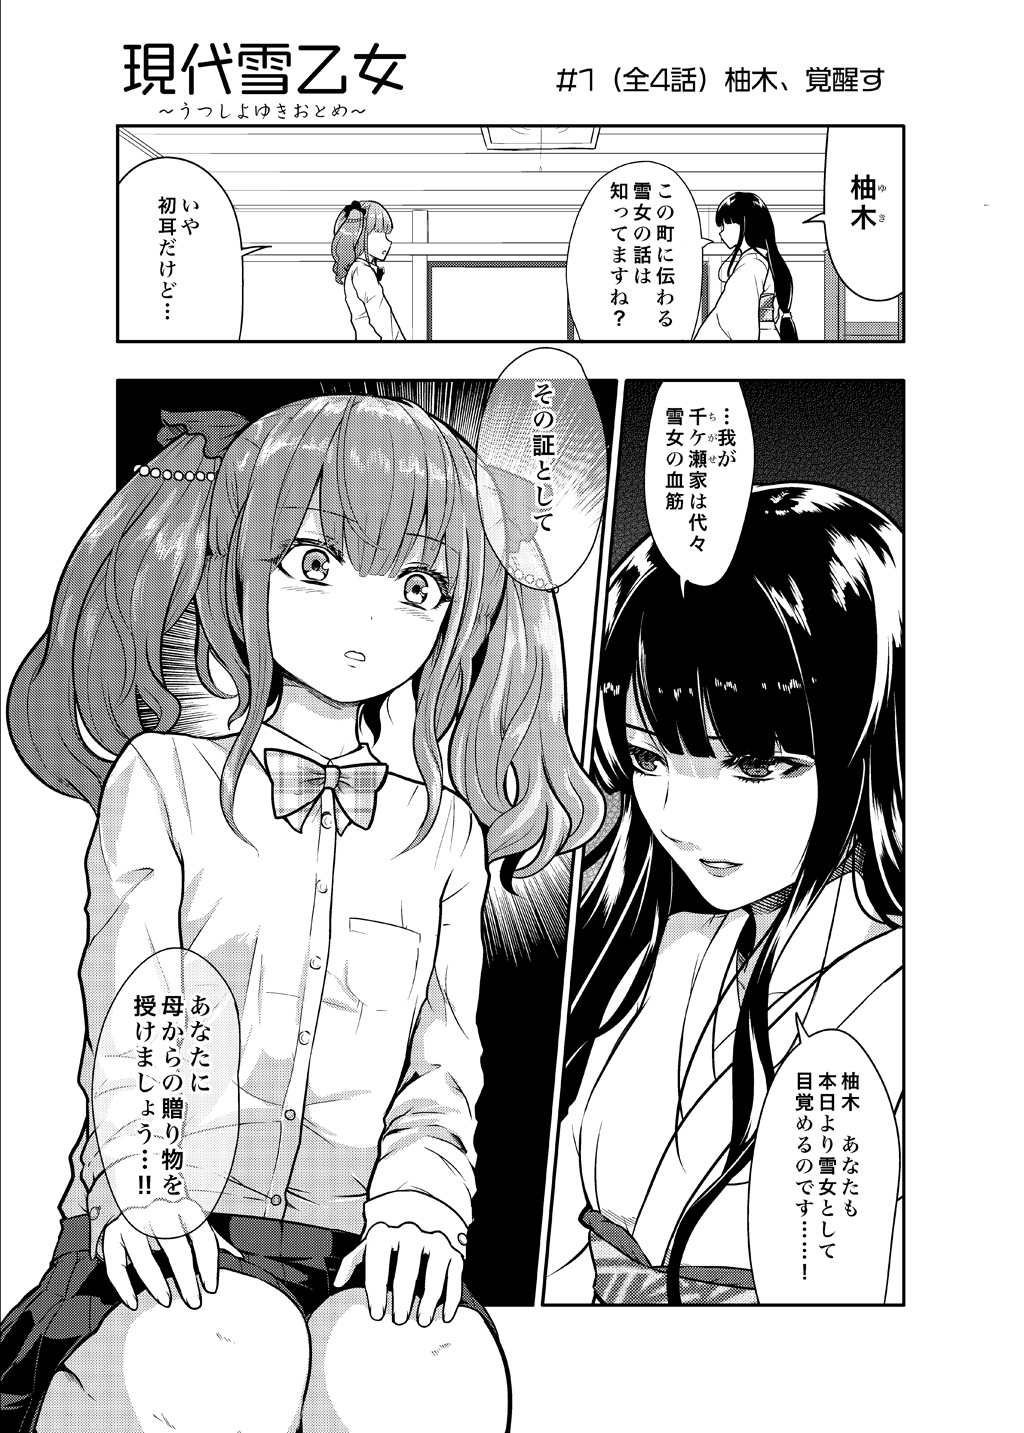 現代雪乙女
～うつしよゆきおとめ～
#1（全4話）柚木、覚醒す
柚木
ゆき
この町に伝わる
雪女の話は
知ってますね?
いや
初耳だけど…
…我が
千ケ瀬家は代々
ちがせ
雪女の血筋
柚木　あなたも
本日より雪女として
目覚めるのです……!
その証として
あなたに
母からの贈り物を
授けましょう…!!